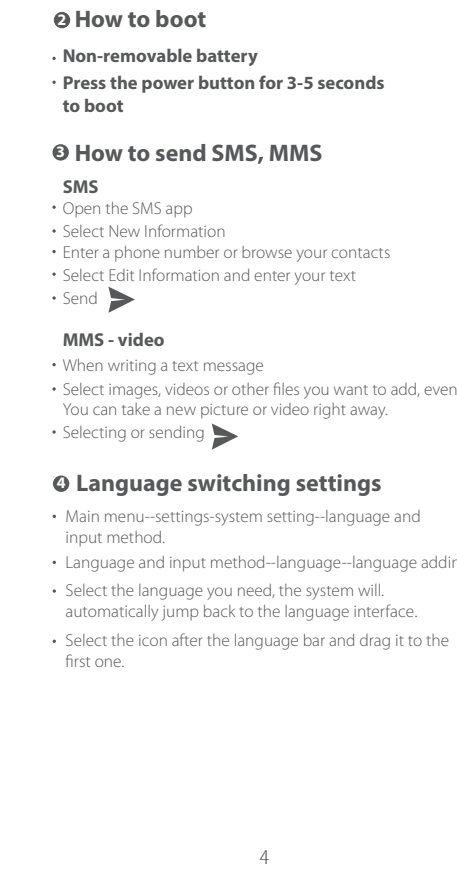 ❷ How to boot
• Non-removable battery
• Press the power button for 3-5 seconds
to boot
❸ How to send SMS, MMS
SMS
• Open the SMS app
• Select New Information
• Enter a phone number or browse your contacts
• Select Edit Information and enter your text
• Send
MMS - video
• When writing a text message
• Select images, videos or other files you want to add, even
You can take a new picture or video right away.
• Selecting or sending
❹ Language switching settings
• Main menu--settings-system setting--language and
input method.
• Language and input method--language--language addin
• Select the language you need, the system will.
automatically jump back to the language interface.
• Select the icon after the language bar and drag it to the
first one.
4